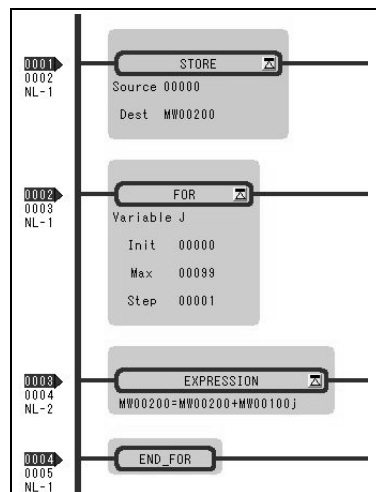 0001
0002
NL-1
STORE
Source 00000
Dest MW00200
0002
0003
NL-1
FOR
Variable J
Init 00000
Max 00099
Step 00001
0003
0004
NL-2
EXPRESSION
MW00200=MW00200+MW00100j
0004
0005
NL-1
END_FOR